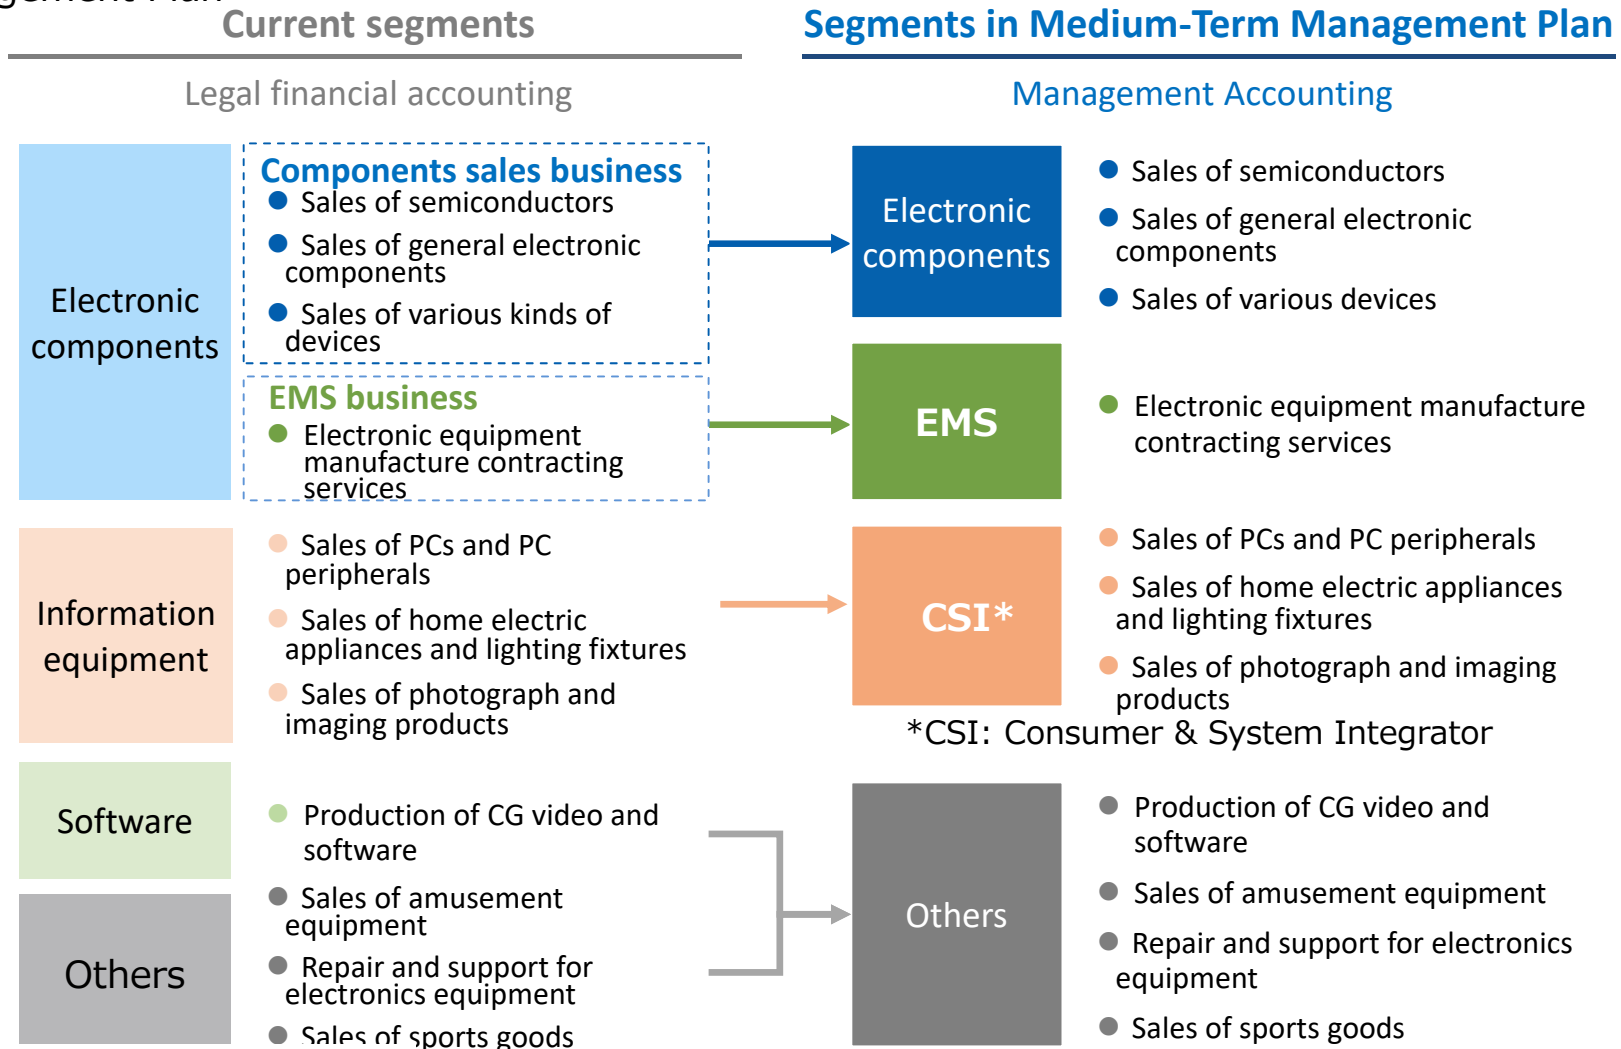 Current segments
Legal financial accounting
Electronic
components
Components sales business
Sales of semiconductors
Sales of general electronic
components
Sales of various kinds of
devices
EMS business
Electronic equipment
manufacture contracting
services
Information
equipment
Sales of PCs and PC
peripherals
Sales of home electric
appliances and lighting fixtures
Sales of photograph and
imaging products
Software
Production of CG video and
software
Others
Sales of amusement
equipment
Repair and support for
electronics equipment
Sales of sports goods
Segments in Medium-Term Management Plan
Management Accounting
Electronic
components
Sales of semiconductors
Sales of general electronic
components
Sales of various devices
EMS
Electronic equipment manufacture
contracting services
CSI*
Sales of PCs and PC peripherals
Sales of home electric appliances
and lighting fixtures
Sales of photograph and imaging
products
*CSI: Consumer & System Integrator
Others
Production of CG video and
software
Sales of amusement equipment
Repair and support for electronics
equipment
Sales of sports goods